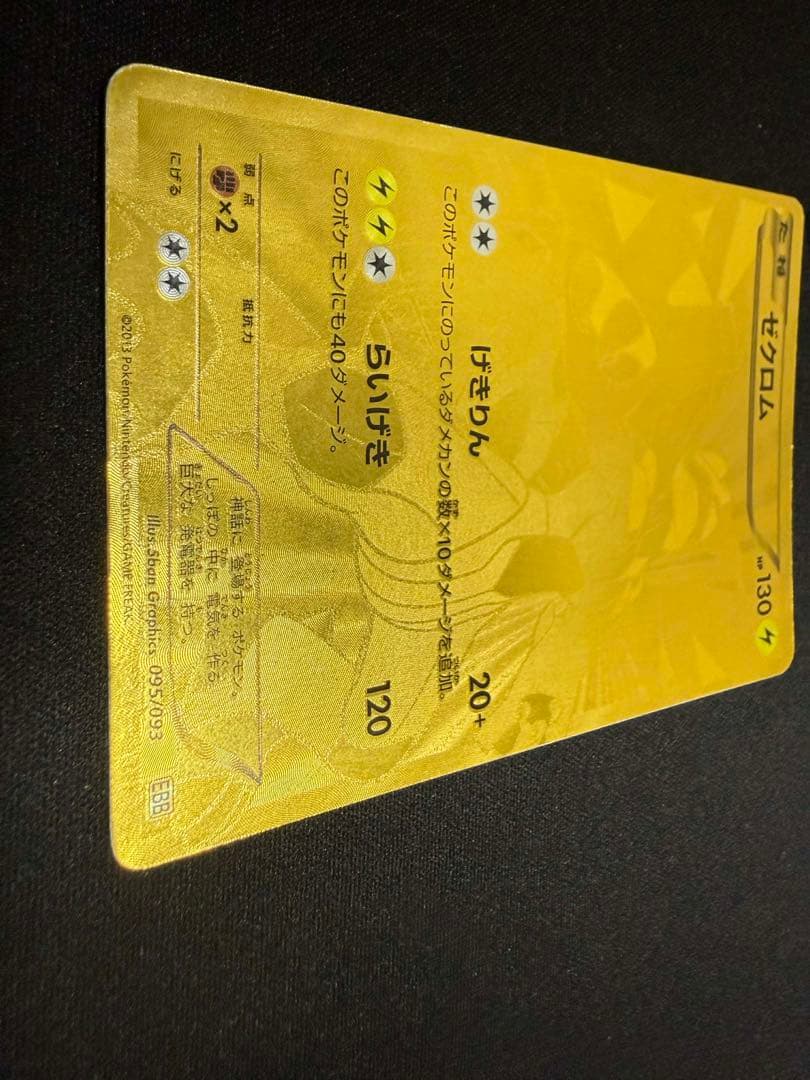 たね ゼクロム HP130
げきりん 20+
このポケモンにのっているダメカンの数×10ダメージを追加。
らいげき 120
このポケモンにも40ダメージ。
弱点 抵抗力
×2
にげる
神話に 登場する ポケモン。
しっぽの 中に 電気を 作る
巨大な 発電器を 持つ。
Illus. 5ban Graphics 095/093 EBB
©2013 Pokémon/Nintendo/Creatures/GAME FREAK.